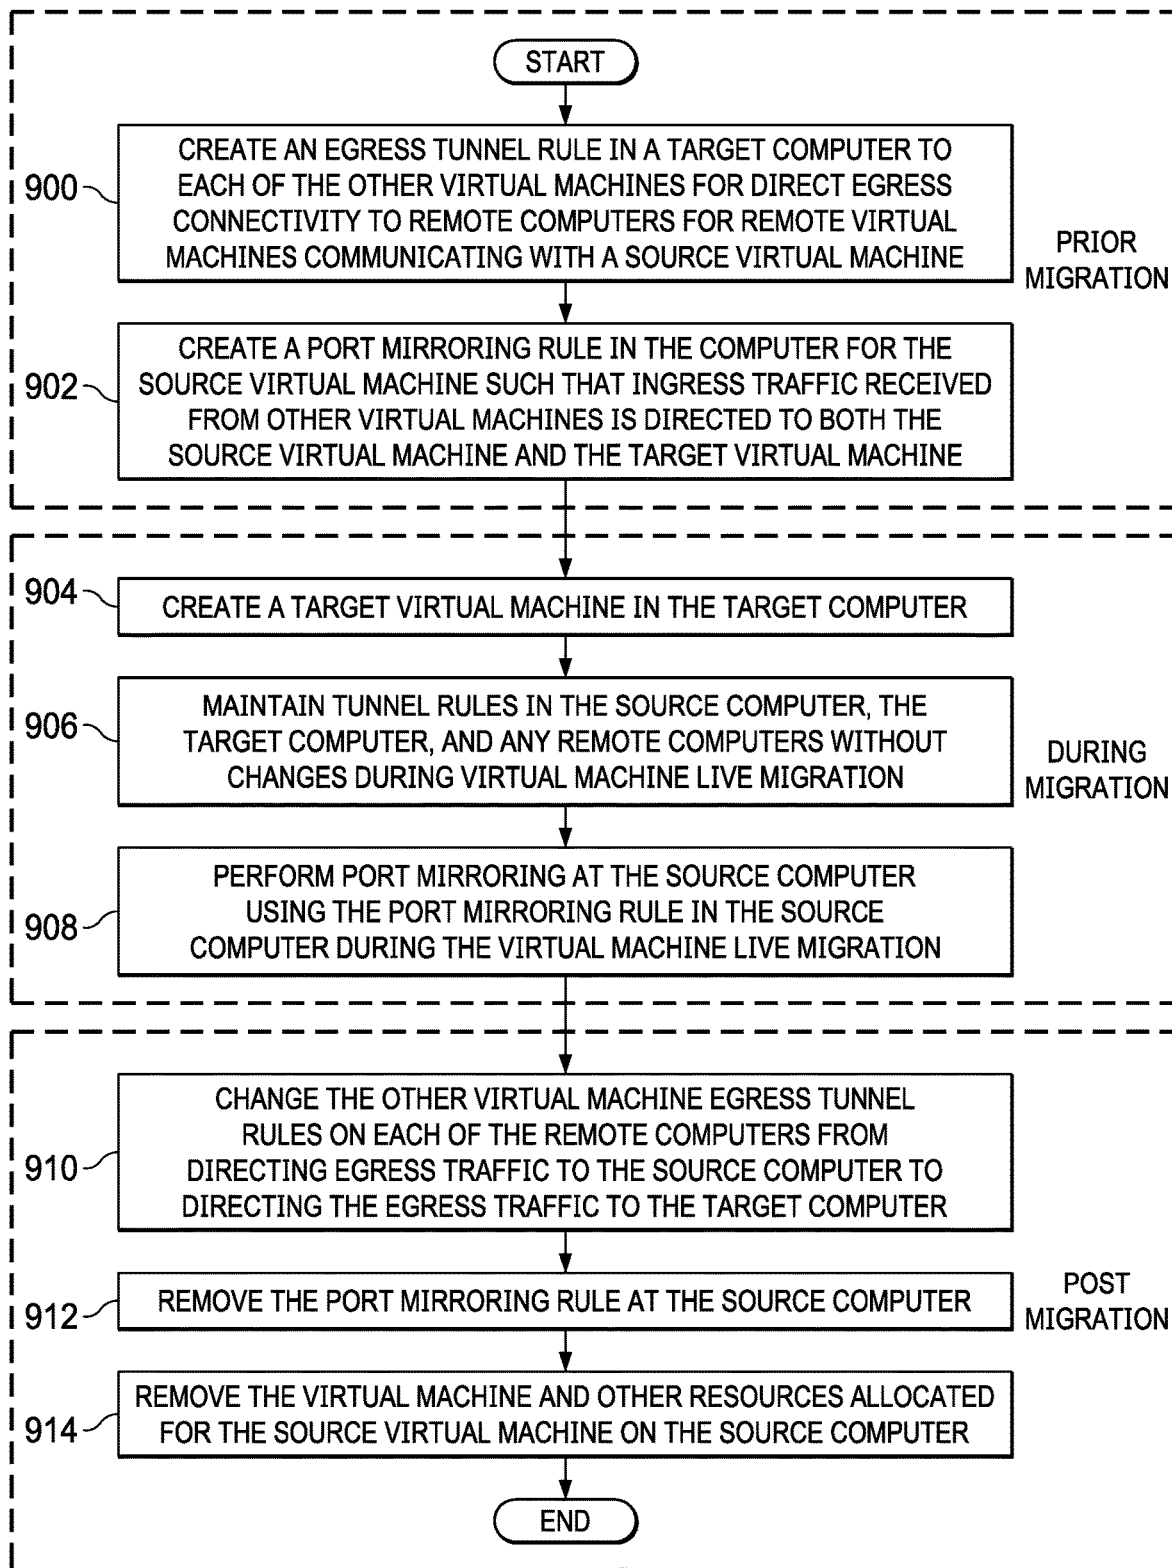 START
900
CREATE AN EGRESS TUNNEL RULE IN A TARGET COMPUTER TO
EACH OF THE OTHER VIRTUAL MACHINES FOR DIRECT EGRESS
CONNECTIVITY TO REMOTE COMPUTERS FOR REMOTE VIRTUAL
MACHINES COMMUNICATING WITH A SOURCE VIRTUAL MACHINE
PRIOR
MIGRATION
902
CREATE A PORT MIRRORING RULE IN THE COMPUTER FOR THE
SOURCE VIRTUAL MACHINE SUCH THAT INGRESS TRAFFIC RECEIVED
FROM OTHER VIRTUAL MACHINES IS DIRECTED TO BOTH THE
SOURCE VIRTUAL MACHINE AND THE TARGET VIRTUAL MACHINE
904
CREATE A TARGET VIRTUAL MACHINE IN THE TARGET COMPUTER
906
MAINTAIN TUNNEL RULES IN THE SOURCE COMPUTER, THE
TARGET COMPUTER, AND ANY REMOTE COMPUTERS WITHOUT
CHANGES DURING VIRTUAL MACHINE LIVE MIGRATION
DURING
MIGRATION
908
PERFORM PORT MIRRORING AT THE SOURCE COMPUTER
USING THE PORT MIRRORING RULE IN THE SOURCE
COMPUTER DURING THE VIRTUAL MACHINE LIVE MIGRATION
910
CHANGE THE OTHER VIRTUAL MACHINE EGRESS TUNNEL
RULES ON EACH OF THE REMOTE COMPUTERS FROM
DIRECTING EGRESS TRAFFIC TO THE SOURCE COMPUTER TO
DIRECTING THE EGRESS TRAFFIC TO THE TARGET COMPUTER
912
REMOVE THE PORT MIRRORING RULE AT THE SOURCE COMPUTER
POST
MIGRATION
914
REMOVE THE VIRTUAL MACHINE AND OTHER RESOURCES ALLOCATED
FOR THE SOURCE VIRTUAL MACHINE ON THE SOURCE COMPUTER
END